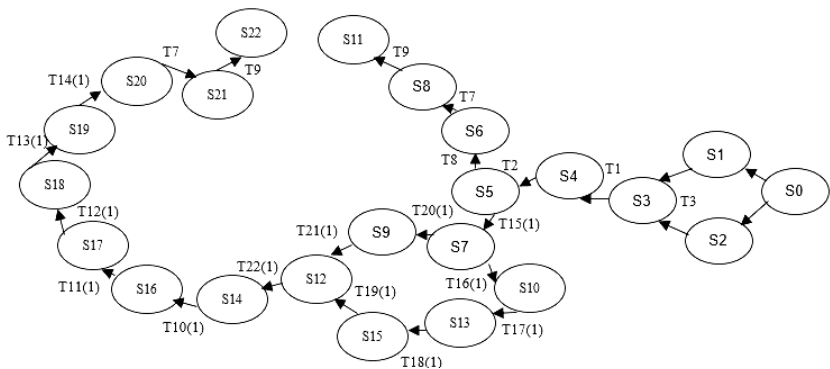 S22
S11
T7
T9
S20
T9
S8
T14(1)
S21
T7
S19
S6
T13(1)
T8
T2
S4
T1
S1
S18
S5
S3
T3
S0
T12(1)
T20(1)
T15(1)
S2
T21(1)
S9
S7
S17
T22(1)
S12
T16(1)
S10
T11(1)
S16
S14
T19(1)
T10(1)
S15
S13
T17(1)
T18(1)